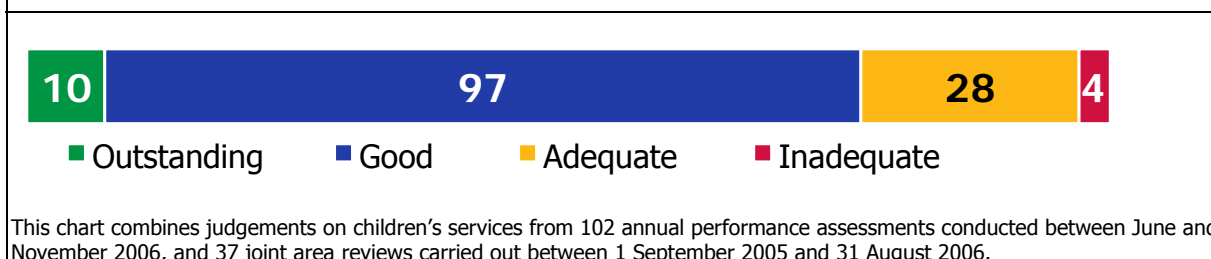 10 97 28 4
Outstanding Good Adequate Inadequate
This chart combines judgements on children’s services from 102 annual performance assessments conducted between June and
November 2006, and 37 joint area reviews carried out between 1 September 2005 and 31 August 2006.